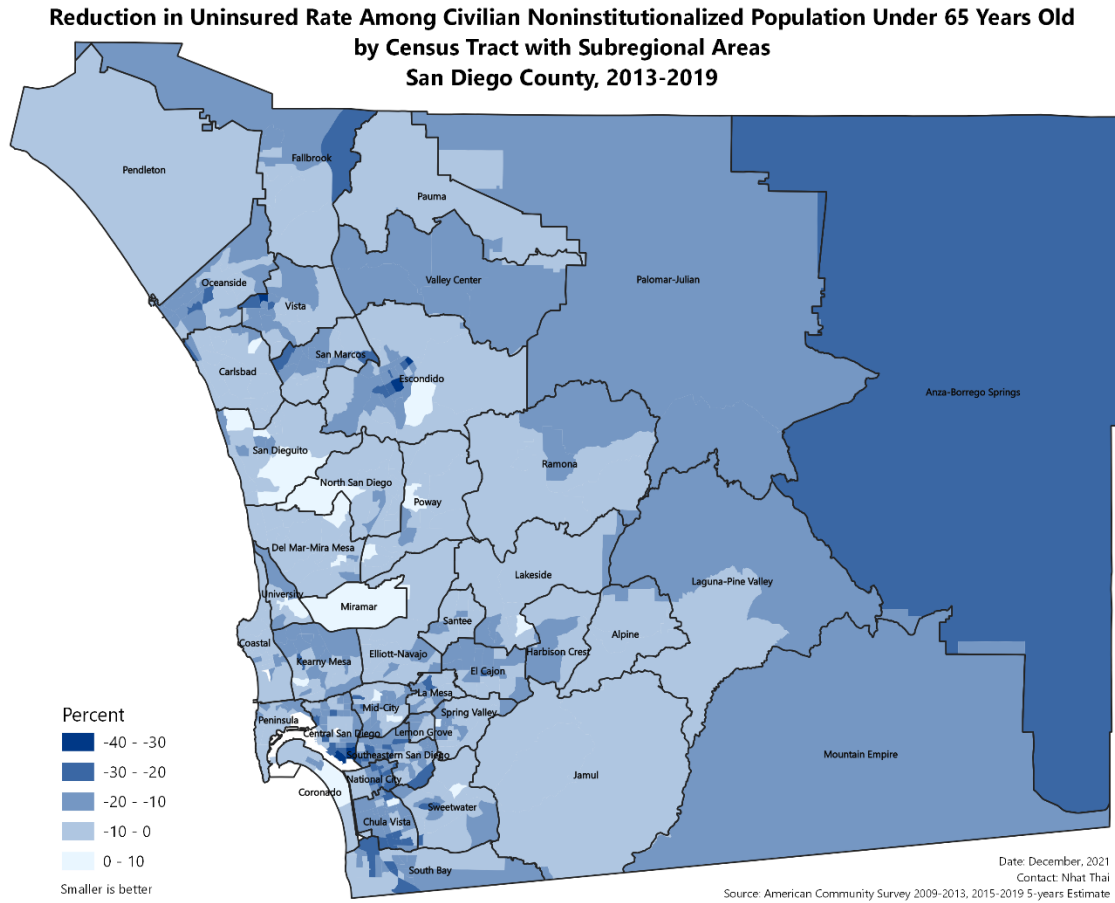 Reduction in Uninsured Rate Among Civilian Noninstitutionalized Population Under 65 Years Old
by Census Tract with Subregional Areas
San Diego County, 2013-2019
Pendleton
Fallbrook
Pauma
Oceanside
Vista
Valley Center
Palomar-Julian
San Marcos
Carlsbad
Escondido
Anza-Borrego Springs
San Dieguito
Ramona
North San Diego
Poway
Del Mar-Mira Mesa
Lakeside
Laguna-Pine Valley
University
Miramar
Santee
Alpine
Coastal
Kearny Mesa
Elliott-Navajo
Harbison Crest
El Cajon
La Mesa
Mid-City
Spring Valley
Peninsula
Central San Diego
Lemon Grove
Southeastern San Diego
Mountain Empire
National City
Jamul
Coronado
Sweetwater
Chula Vista
South Bay
Percent
-40 - -30
-30 - -20
-20 - -10
-10 - 0
0 - 10
Smaller is better
Date: December, 2021
Contact: Nhat Thai
Source: American Community Survey 2009-2013, 2015-2019 5-years Estimate